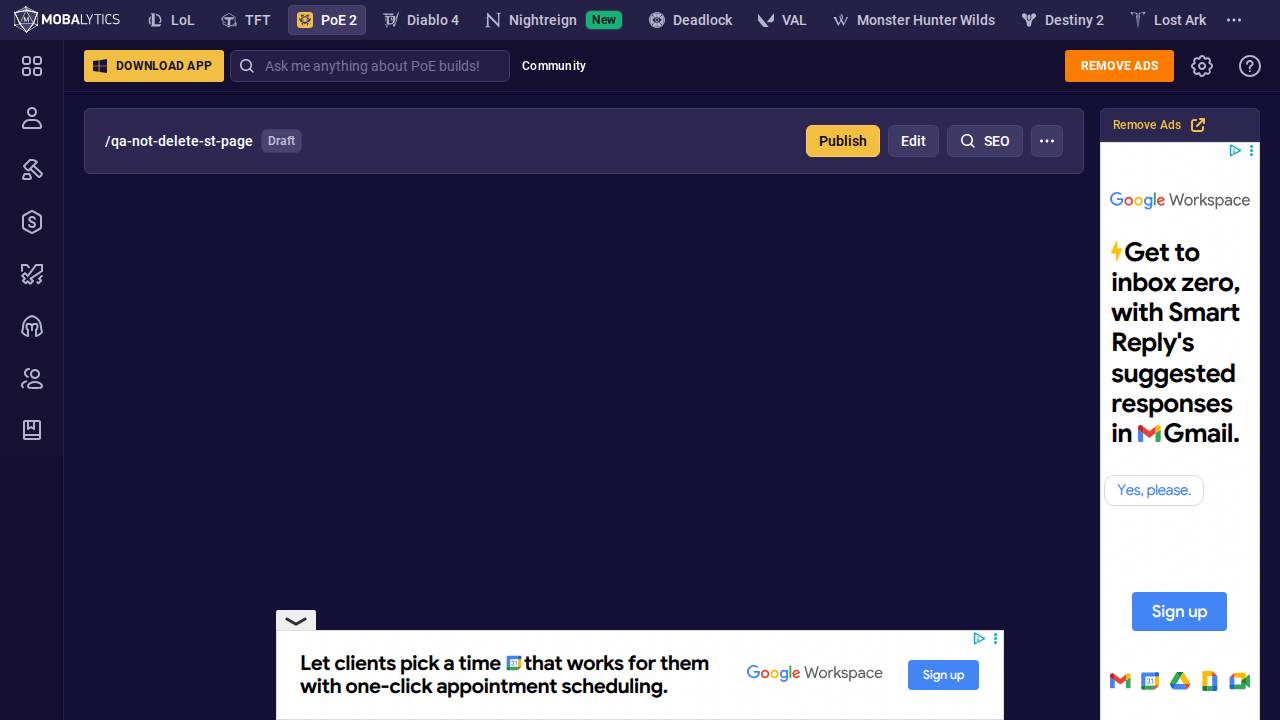 MOBALYTICS
LoL
TFT
PoE 2
Diablo 4
Nightreign New
Deadlock
VAL
Monster Hunter Wilds
Destiny 2
Lost Ark
DOWNLOAD APP
Ask me anything about PoE builds!
Community
REMOVE ADS
/qa-not-delete-st-page Draft
Publish
Edit
SEO
Remove Ads
Google Workspace
Get to
inbox zero,
with Smart
Reply's
suggested
responses
in Gmail.
Yes, please.
Sign up
Let clients pick a time that works for them
with one-click appointment scheduling.
Google Workspace
Sign up